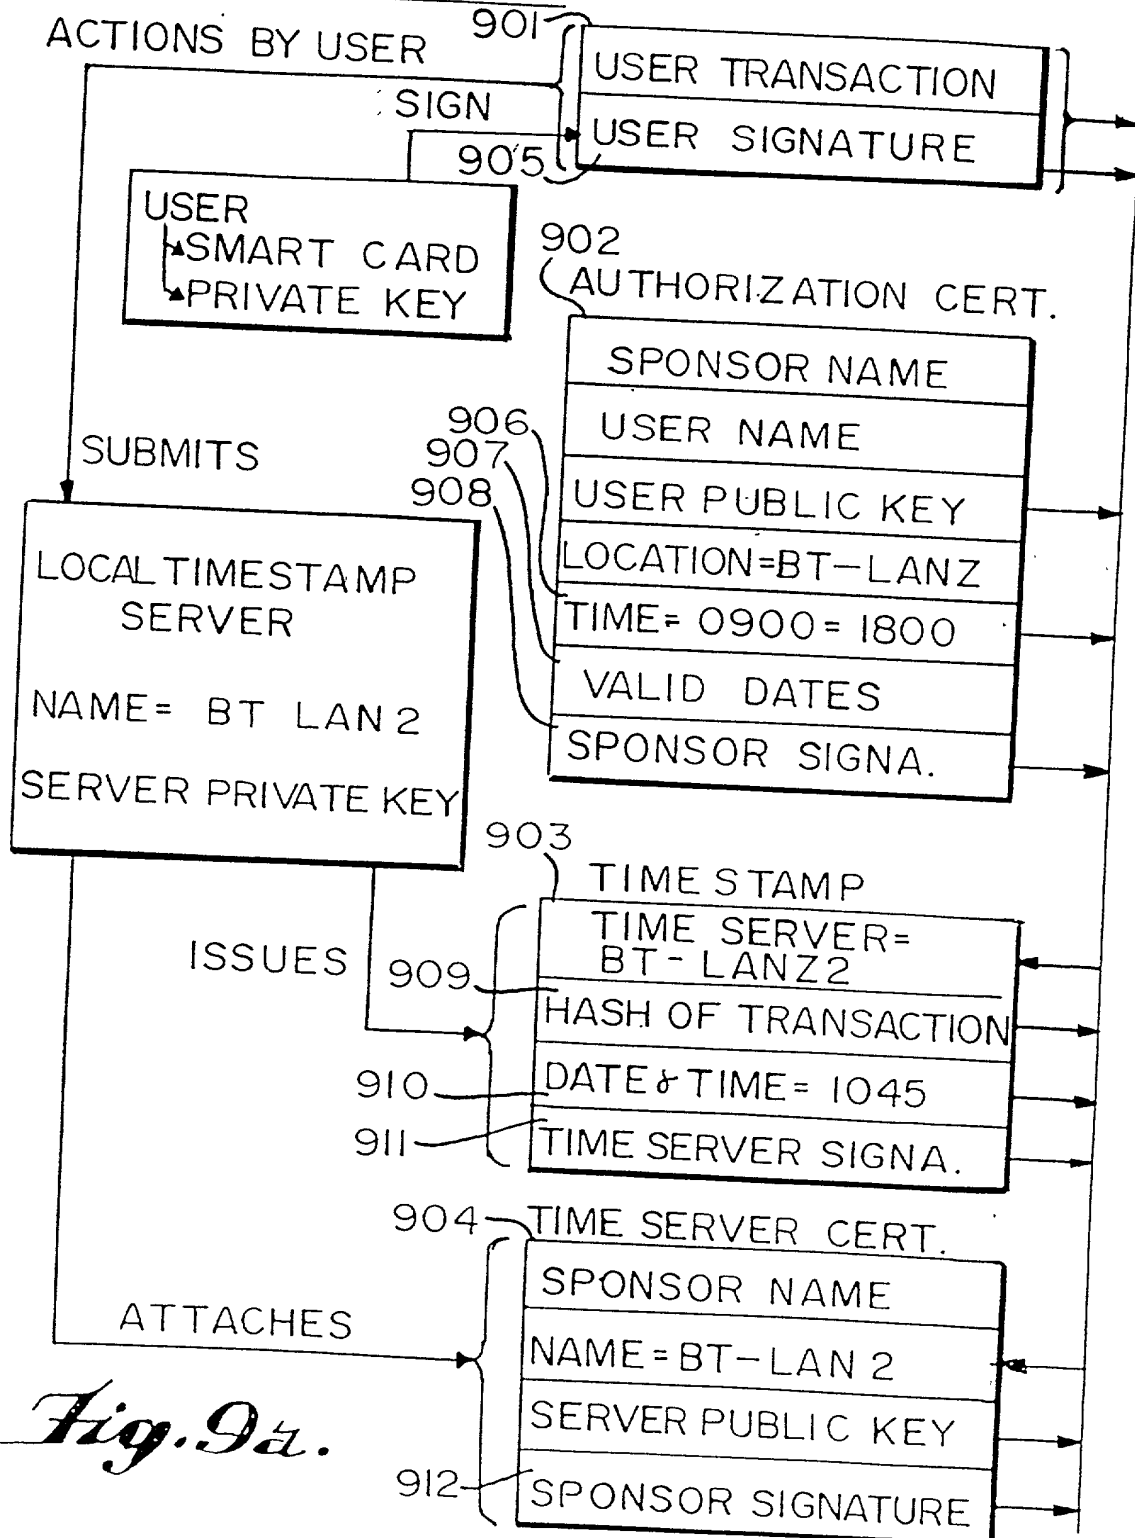 901
ACTIONS BY USER
USER TRANSACTION
SIGN
USER SIGNATURE
905
USER
SMART CARD
PRIVATE KEY
902
AUTHORIZATION CERT.
SPONSOR NAME
906
USER NAME
907
SUBMITS
908
USER PUBLIC KEY
LOCATION=BT-LANZ
TIME= 0900= 1800
VALID DATES
SPONSOR SIGNA.
LOCAL TIMESTAMP
SERVER
NAME= BT LAN 2
SERVER PRIVATE KEY
903
TIME STAMP
TIME SERVER=
BT- LANZ2
ISSUES
909
HASH OF TRANSACTION
910
DATE & TIME= 1045
911
TIME SERVER SIGNA.
904
TIME SERVER CERT.
SPONSOR NAME
ATTACHES
NAME=BT-LAN 2
SERVER PUBLIC KEY
912
SPONSOR SIGNATURE
Fig. 9a.